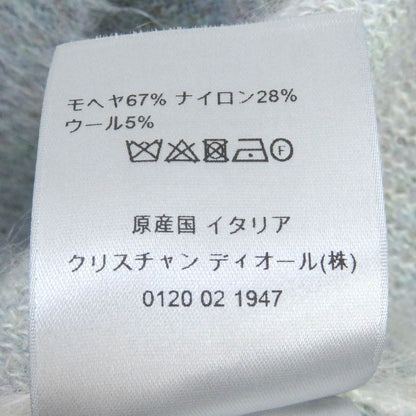 モヘヤ67% ナイロン28%
ウール5%
F
原産国 イタリア
クリスチャン ディオール(株)
0120 02 1947